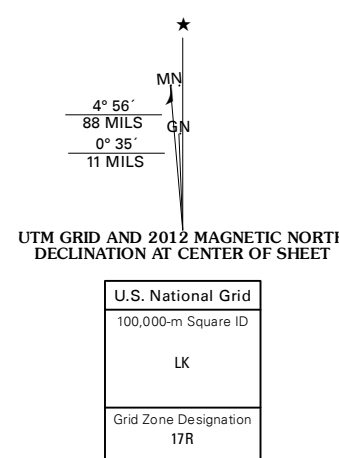 ★
MN
4° 56´
88 MILS
GN
0° 35´
11 MILS
UTM GRID AND 2012 MAGNETIC NORTH
DECLINATION AT CENTER OF SHEET
U.S. National Grid
100,000-m Square ID
LK
Grid Zone Designation
17R